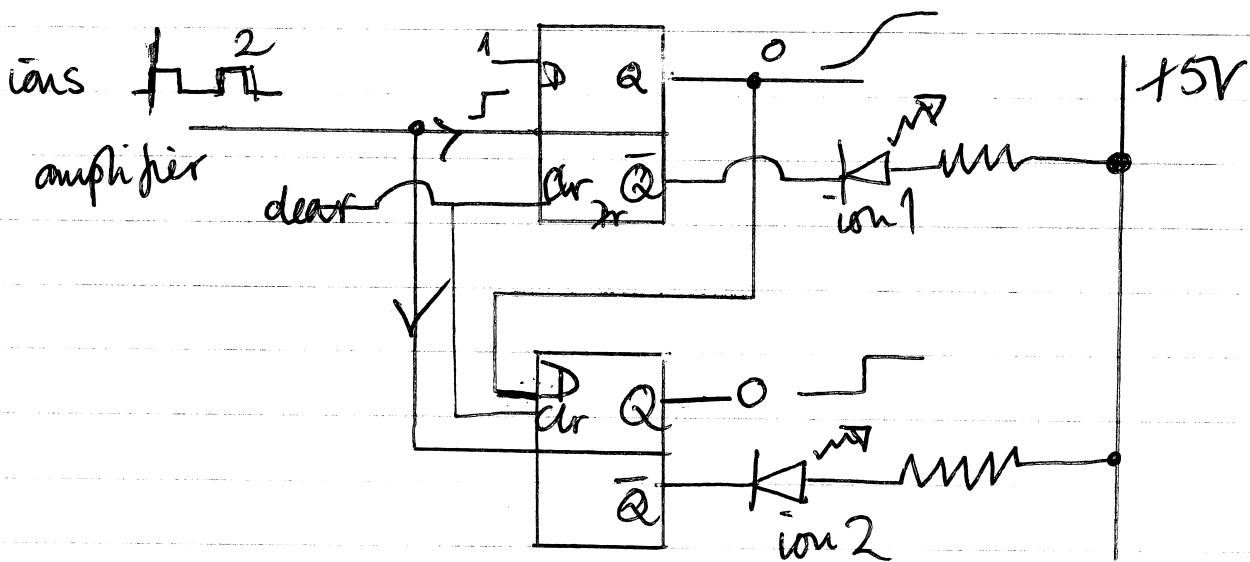 ions 2
1 D Q 0 +5V
amplifier
clear Clr Q̅ ion 1
D
Clr Q 0
Q̅ ion 2